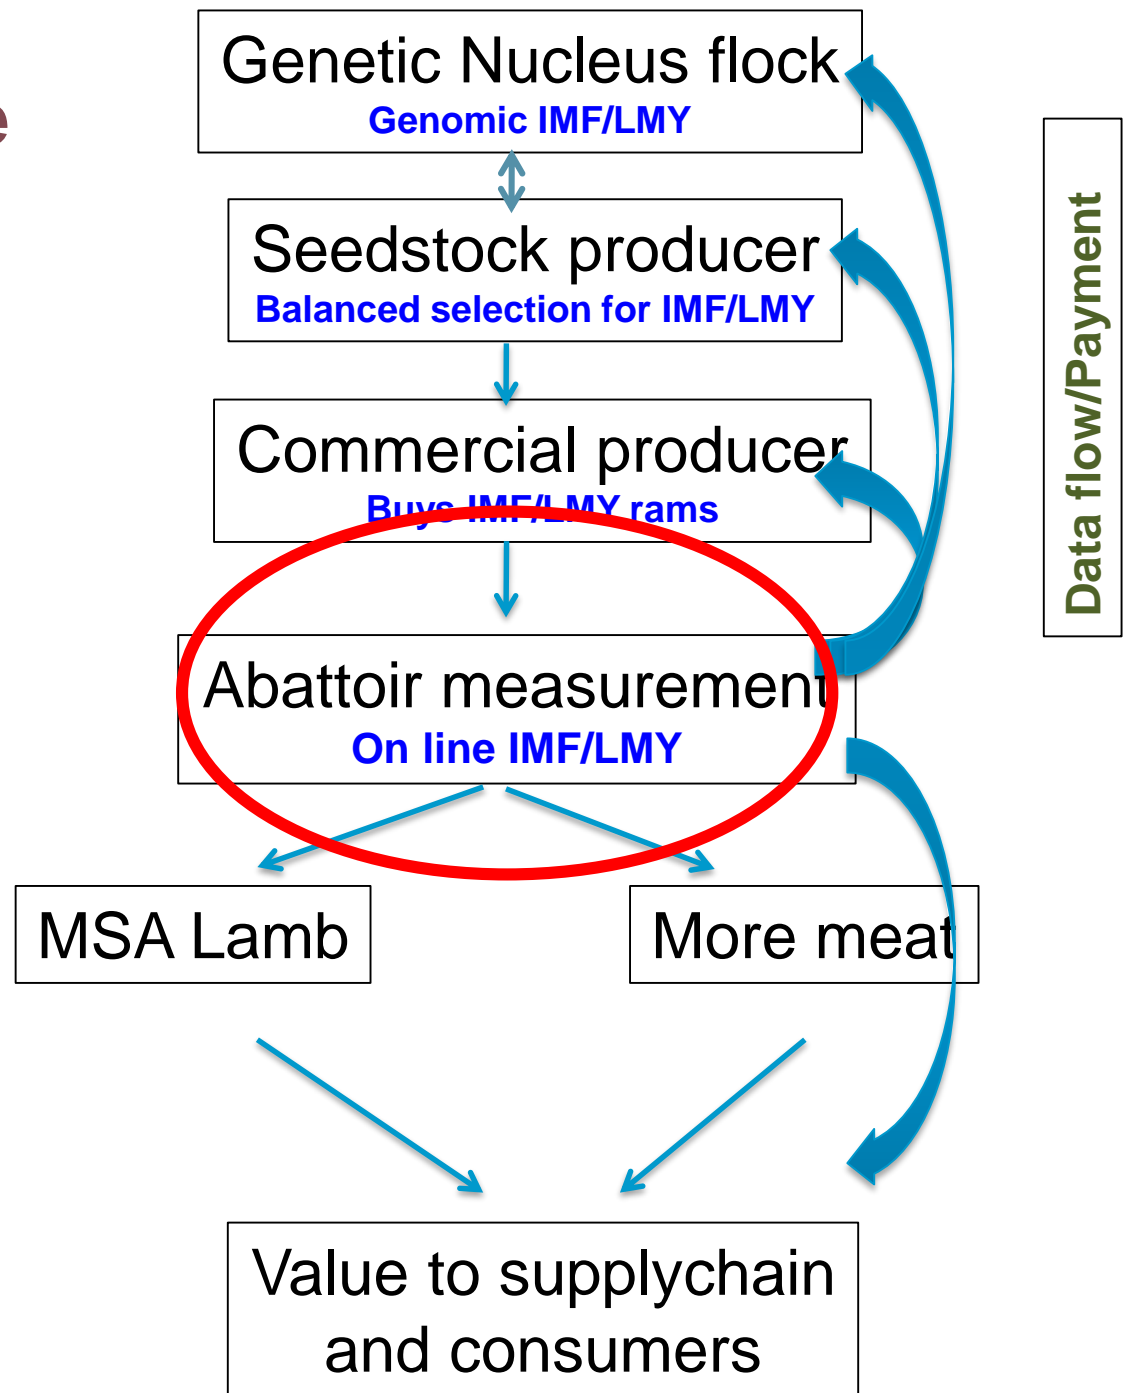 e
Genetic Nucleus flock
Genomic IMF/LMY
Seedstock producer
Balanced selection for IMF/LMY
Commercial producer
Buys IMF/LMY rams
Abattoir measurement
On line IMF/LMY
MSA Lamb
More meat
Value to supplychain
and consumers
Data flow/Payment